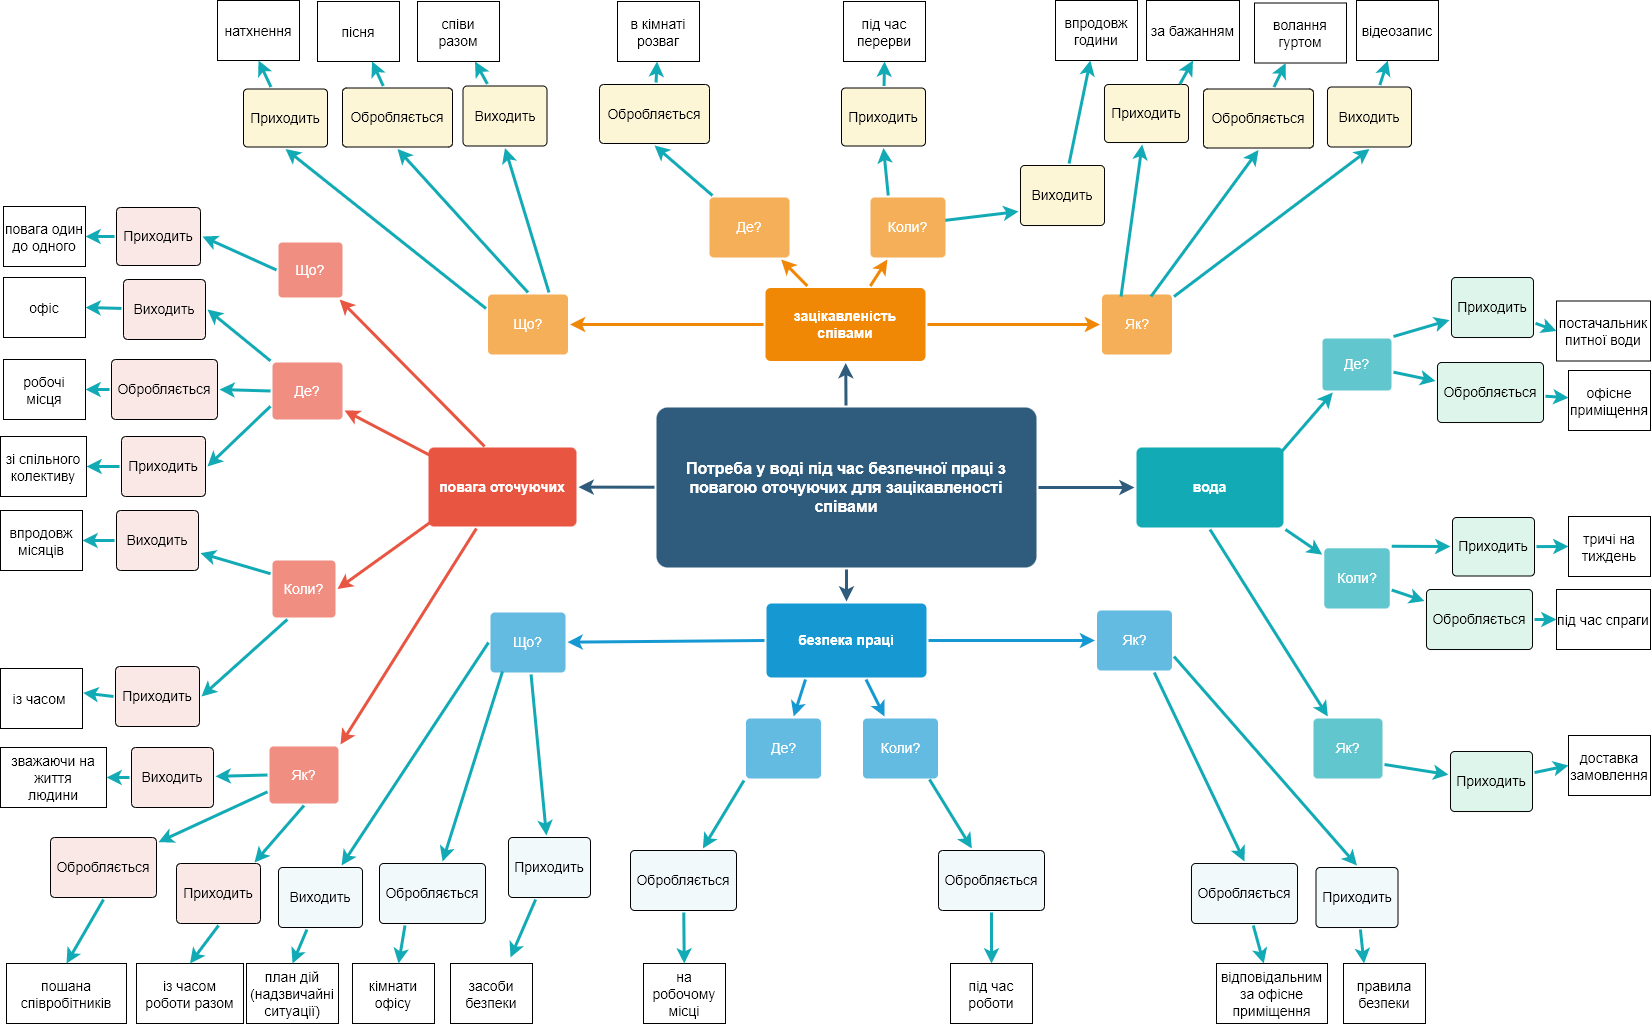 натхнення
пісня
співи
разом
в кімнаті
розваг
під час
перерви
впродовж
години
за бажанням
волання
гуртом
відеозапис
Приходить
Обробляється
Виходить
Обробляється
Приходить
Приходить
Обробляється
Виходить
Виходить
повага один
до одного
Приходить
Що?
Де?
Коли?
офіс
Виходить
Що?
зацікавленість
співами
Як?
Приходить
постачальник
питної води
Де?
робочі
місця
Обробляється
Де?
Обробляється
офісне
приміщення
зі спільного
колективу
Приходить
повага оточуючих
Потреба у воді під час безпечної праці з
повагою оточуючих для зацікавленості
співами
вода
впродовж
місяців
Виходить
Коли?
Приходить
тричі на
тиждень
Коли?
Обробляється
під час спраги
Що?
безпека праці
Як?
із часом
Приходить
Де?
Коли?
Як?
зважаючи на
життя
людини
Виходить
Як?
Приходить
доставка
замовлення
Обробляється
Приходить
Виходить
Обробляється
Приходить
Обробляється
Обробляється
Обробляється
Приходить
пошана
співробітників
із часом
роботи разом
план дій
(надзвичайні
ситуації)
кімнати
офісу
засоби
безпеки
на
робочому
місці
під час
роботи
відповідальним
за офісне
приміщення
правила
безпеки